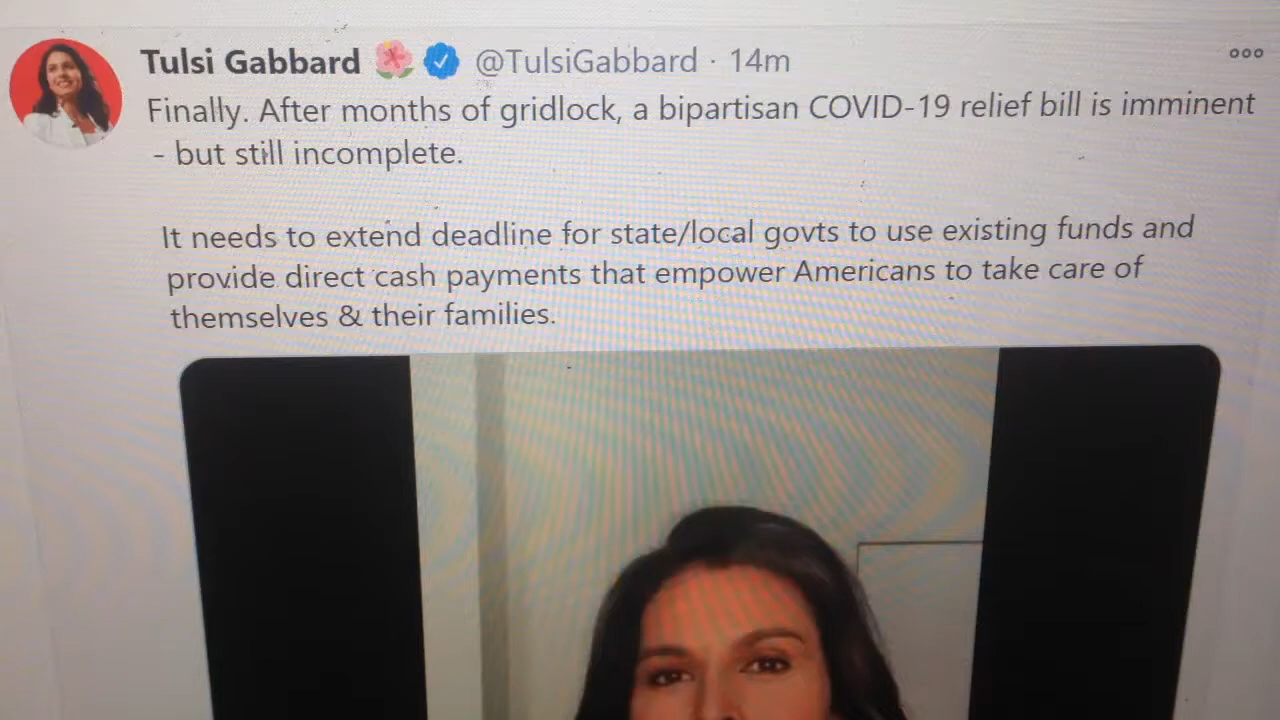 Tulsi Gabbard 🌺 @TulsiGabbard · 14m
Finally. After months of gridlock, a bipartisan COVID-19 relief bill is imminent
- but still incomplete.
It needs to extend deadline for state/local govts to use existing funds and
provide direct cash payments that empower Americans to take care of
themselves & their families.